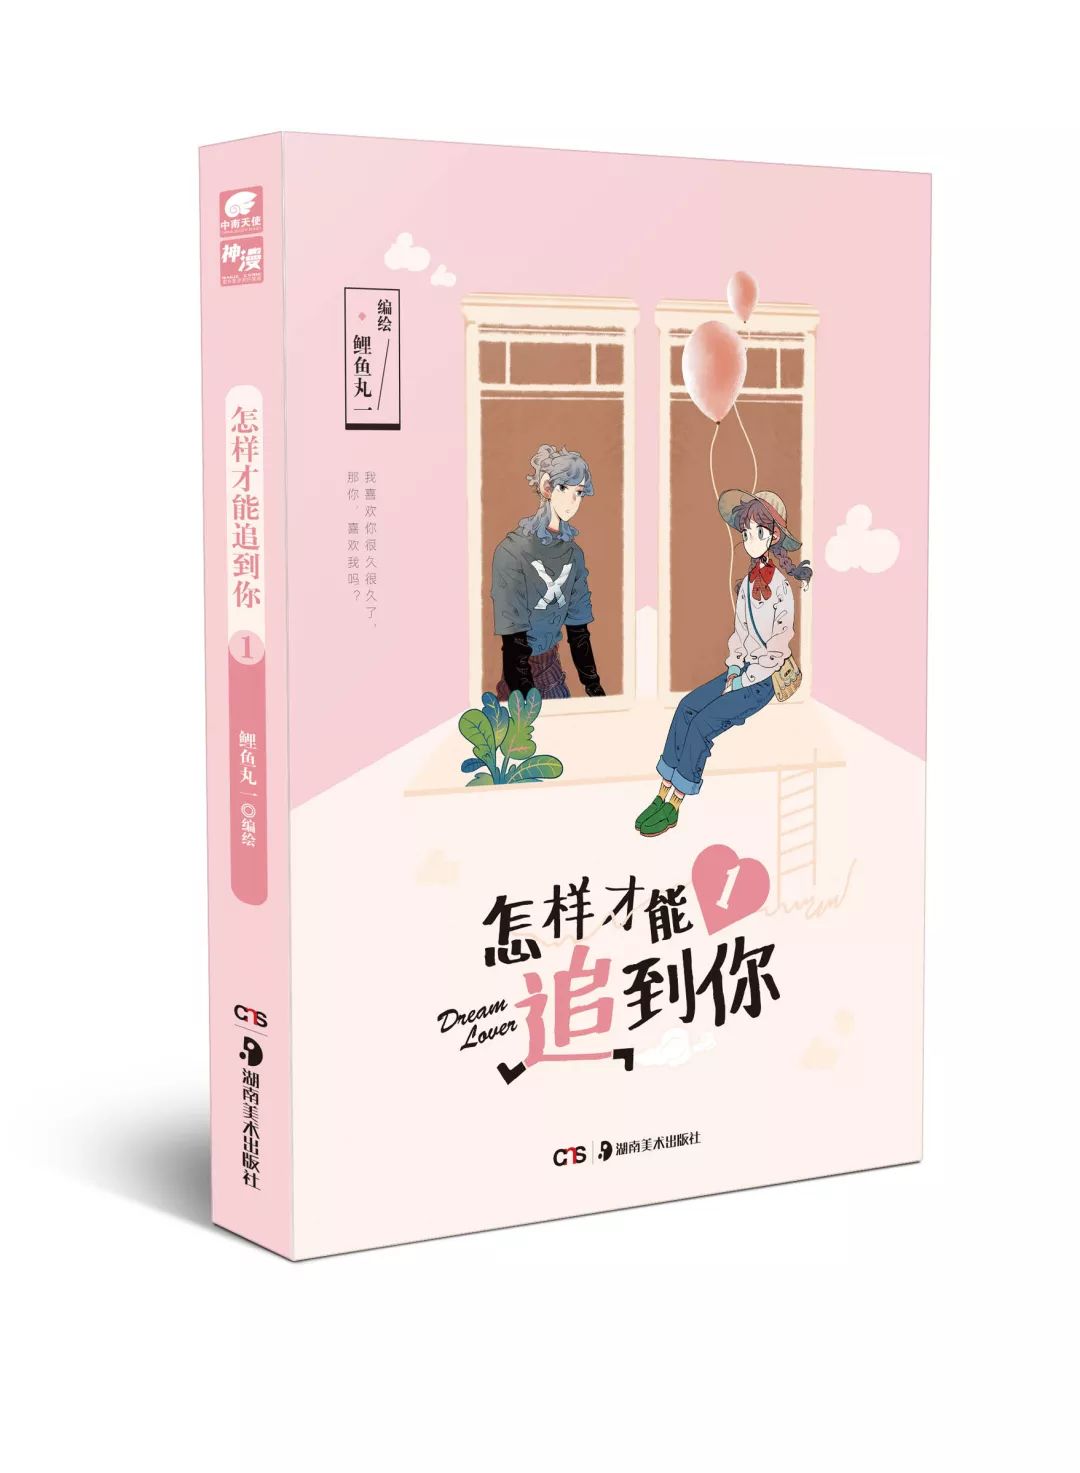 中南天使
神漫
怎样才能追到你
1
鲤鱼丸一◎编绘
CNS
湖南美术出版社
编绘
鲤鱼丸一
我喜欢你很久很久了，
那你，喜欢我吗？
X
怎样才能
1
追到你
Dream
Lover
CNS
湖南美术出版社